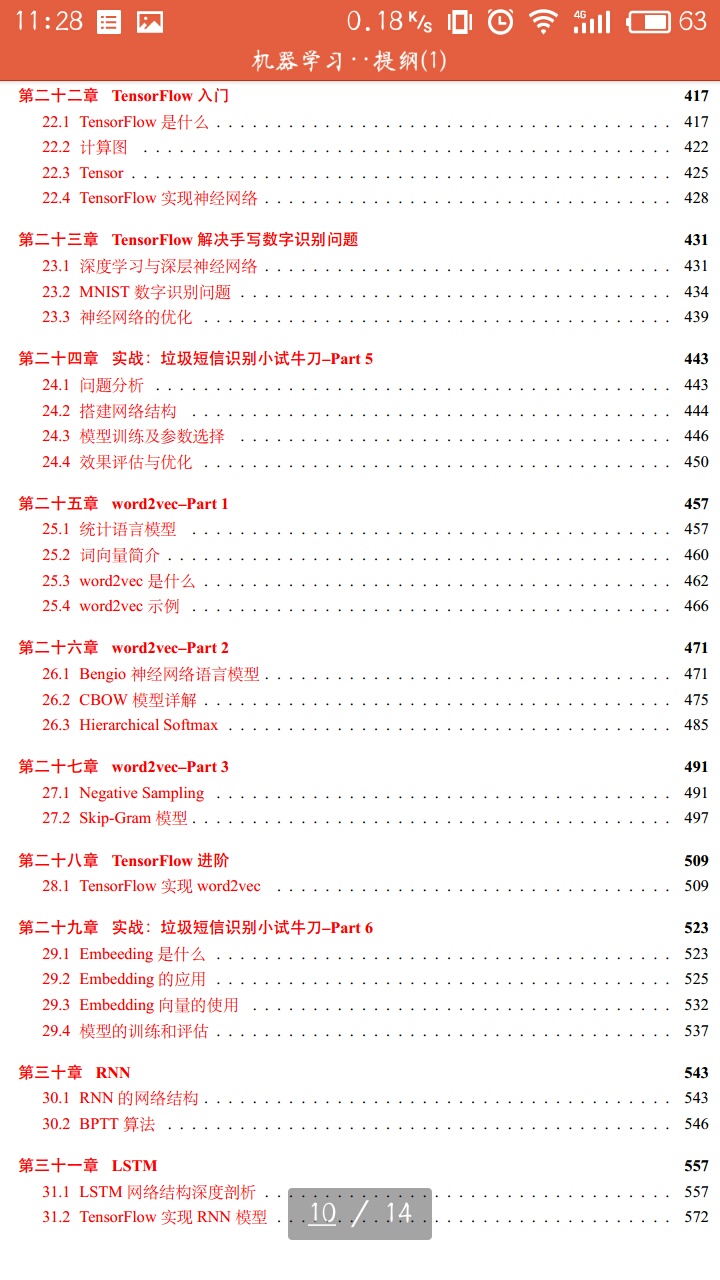 11:28 0.18 K/s 4G 63
机器学习··提纲(1)
第二十二章 TensorFlow 入门 417
22.1 TensorFlow 是什么 . . . . . . . . . . . . . . . . . . . . 417
22.2 计算图 . . . . . . . . . . . . . . . . . . . . 422
22.3 Tensor . . . . . . . . . . . . . . . . . . . . 425
22.4 TensorFlow 实现神经网络 . . . . . . . . . . . . . . . . . . . . 428
第二十三章 TensorFlow 解决手写数字识别问题 431
23.1 深度学习与深层神经网络 . . . . . . . . . . . . . . . . . . . . 431
23.2 MNIST 数字识别问题 . . . . . . . . . . . . . . . . . . . . 434
23.3 神经网络的优化 . . . . . . . . . . . . . . . . . . . . 439
第二十四章 实战：垃圾短信识别小试牛刀–Part 5 443
24.1 问题分析 . . . . . . . . . . . . . . . . . . . . 443
24.2 搭建网络结构 . . . . . . . . . . . . . . . . . . . . 444
24.3 模型训练及参数选择 . . . . . . . . . . . . . . . . . . . . 446
24.4 效果评估与优化 . . . . . . . . . . . . . . . . . . . . 450
第二十五章 word2vec–Part 1 457
25.1 统计语言模型 . . . . . . . . . . . . . . . . . . . . 457
25.2 词向量简介 . . . . . . . . . . . . . . . . . . . . 460
25.3 word2vec 是什么 . . . . . . . . . . . . . . . . . . . . 462
25.4 word2vec 示例 . . . . . . . . . . . . . . . . . . . . 466
第二十六章 word2vec–Part 2 471
26.1 Bengio 神经网络语言模型 . . . . . . . . . . . . . . . . . . . . 471
26.2 CBOW 模型详解 . . . . . . . . . . . . . . . . . . . . 475
26.3 Hierarchical Softmax . . . . . . . . . . . . . . . . . . . . 485
第二十七章 word2vec–Part 3 491
27.1 Negative Sampling . . . . . . . . . . . . . . . . . . . . 491
27.2 Skip-Gram 模型 . . . . . . . . . . . . . . . . . . . . 497
第二十八章 TensorFlow 进阶 509
28.1 TensorFlow 实现 word2vec . . . . . . . . . . . . . . . . . . . . 509
第二十九章 实战：垃圾短信识别小试牛刀–Part 6 523
29.1 Embeeding 是什么 . . . . . . . . . . . . . . . . . . . . 523
29.2 Embedding 的应用 . . . . . . . . . . . . . . . . . . . . 525
29.3 Embedding 向量的使用 . . . . . . . . . . . . . . . . . . . . 532
29.4 模型的训练和评估 . . . . . . . . . . . . . . . . . . . . 537
第三十章 RNN 543
30.1 RNN 的网络结构 . . . . . . . . . . . . . . . . . . . . 543
30.2 BPTT 算法 . . . . . . . . . . . . . . . . . . . . 546
第三十一章 LSTM 557
31.1 LSTM 网络结构深度剖析 . . . . . . . . . . . . . . . . . . . . 557
31.2 TensorFlow 实现 RNN 模型 . . . . . . . . . . . . . . . . . . . . 572
10 / 14